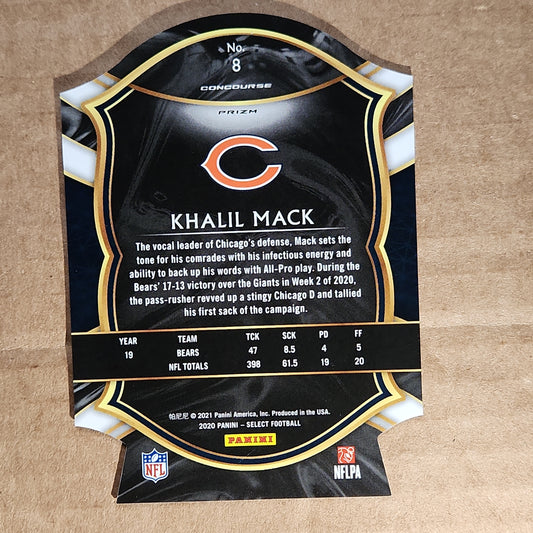 No.
8
CONCOURSE
PRIZM
KHALIL MACK
The vocal leader of Chicago's defense, Mack sets the
tone for his comrades with his infectious energy and
ability to back up his words with All-Pro play. During the
Bears' 17-13 victory over the Giants in Week 2 of 2020,
the pass-rusher revved up a stingy Chicago D and tallied
his first sack of the campaign.
YEAR TEAM TCK SCK PD FF
19 BEARS 47 8.5 4 5
NFL TOTALS 398 61.5 19 20
帕尼尼 © 2021 Panini America, Inc. Produced in the USA.
2020 PANINI - SELECT FOOTBALL
PANINI
NFL
NFLPA